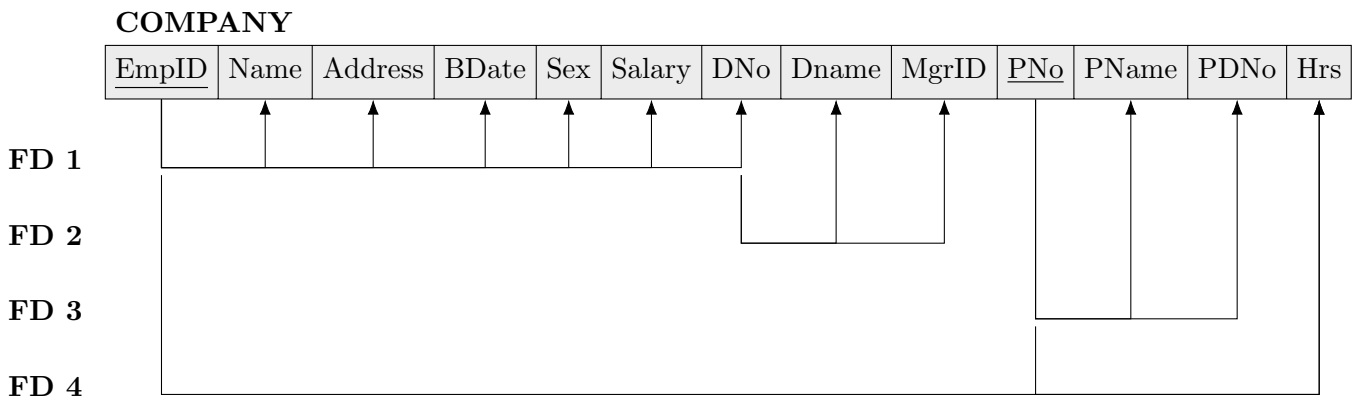 COMPANY
EmpID Name Address BDate Sex Salary DNo Dname MgrID PNo PName PDNo Hrs
FD 1
FD 2
FD 3
FD 4